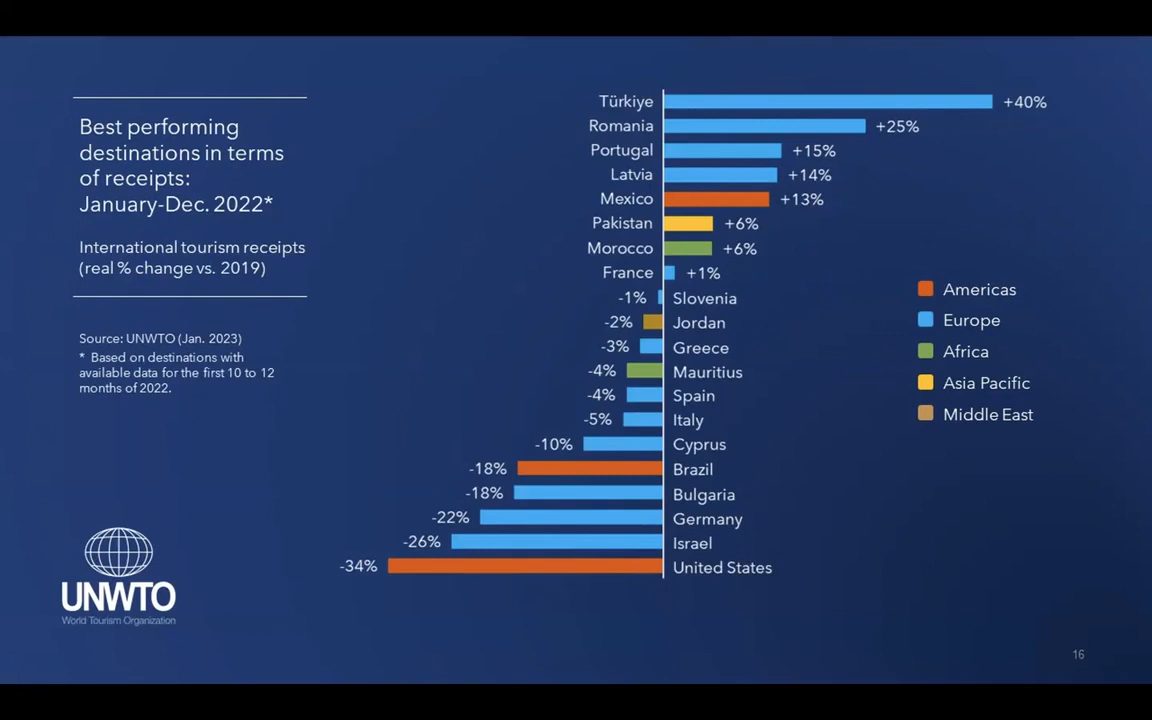 Best performing
destinations in terms
of receipts:
January-Dec. 2022*
International tourism receipts
(real % change vs. 2019)
Source: UNWTO (Jan. 2023)
* Based on destinations with
available data for the first 10 to 12
months of 2022.
UNWTO
World Tourism Organization
Türkiye +40%
Romania +25%
Portugal +15%
Latvia +14%
Mexico +13%
Pakistan +6%
Morocco +6%
France +1%
-1% Slovenia
-2% Jordan
-3% Greece
-4% Mauritius
-4% Spain
-5% Italy
-10% Cyprus
-18% Brazil
-18% Bulgaria
-22% Germany
-26% Israel
-34% United States
Americas
Europe
Africa
Asia Pacific
Middle East
16